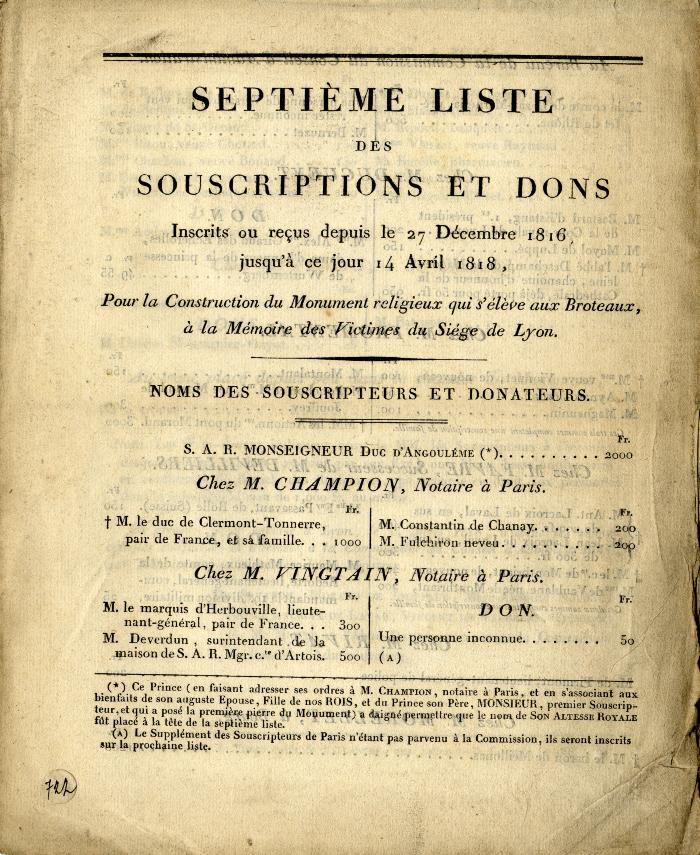 SEPTIÈME LISTE
DES
SOUSCRIPTIONS ET DONS
Inscrits ou reçus depuis le 27 Décembre 1816,
jusqu'à ce jour 14 Avril 1818,
Pour la Construction du Monument religieux qui s'élève aux Broteaux,
à la Mémoire des Victimes du Siége de Lyon.
NOMS DES SOUSCRIPTEURS ET DONATEURS.
Fr.
S. A. R. MONSEIGNEUR DUC D'ANGOULÉME (*). . . . . . . . . . 2000
Chez M. CHAMPION, Notaire à Paris.
Fr.
† M. le duc de Clermont-Tonnerre,
pair de France, et sa famille. . . 1000
Fr.
M. Constantin de Chanay. . . . . . . 200
M. Fulchiron neveu. . . . . . . . . . 200
Chez M. VINGTAIN, Notaire à Paris.
Fr.
M. le marquis d'Herbouville, lieute-
nant-général, pair de France. . . 300
M. Deverdun, surintendant de la
maison de S. A. R. Mgr. c.te d'Artois. 500
Fr.
DON.
Une personne inconnue. . . . . . . . 50
(A)
(*) Ce Prince (en faisant adresser ses ordres à M. CHAMPION, notaire à Paris, et en s'associant aux
bienfaits de son auguste Epouse, Fille de nos ROIS, et du Prince son Père, MONSIEUR, premier Souscrip-
teur, et qui a posé la première pierre du Monument) a daigné permettre que le nom de SON ALTESSE ROYALE
fût placé à la tête de la septième liste.
(A) Le Supplément des Souscripteurs de Paris n'étant pas parvenu à la Commission, ils seront inscrits
sur la prochaine liste.
722